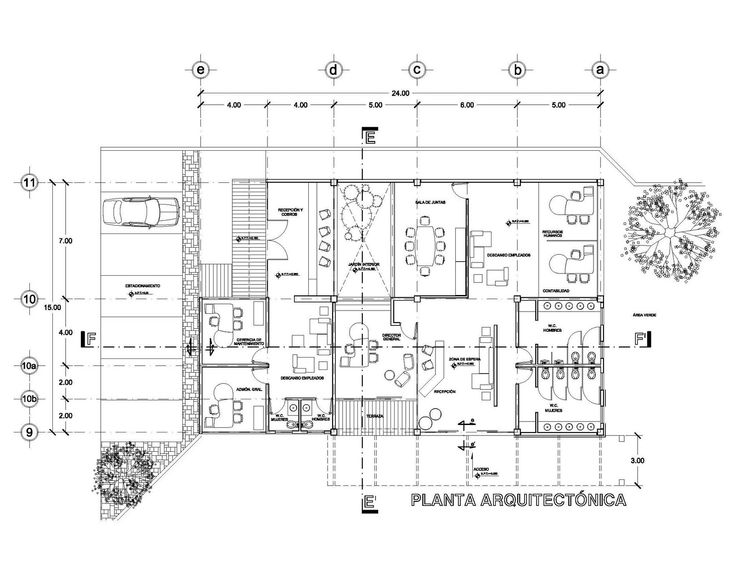 e
d
c
b
a
24.00
4.00
4.00
5.00
6.00
5.00
E
11
RECEPCIÓN Y
COBROS
SALA DE JUNTAS
7.00
RECURSOS
HUMANOS
DESCANSO EMPLEADOS
JARDÍN INTERIOR
ESTACIONAMIENTO
CONTABILIDAD
10
15.00
ÁREA VERDE
W.C.
HOMBRES
4.00
F
GERENCIA DE
MANTENIMIENTO
DIRECTOR
GENERAL
F'
ZONA DE ESPERA
10a
DESCANSO EMPLEADOS
2.00
ADMÓN. GRAL.
RECEPCIÓN
10b
2.00
W.C.
MUJERES
W.C.
HOMBRES
TERRAZA
W.C.
MUJERES
9
3.00
ACCESO
E'
PLANTA ARQUITECTÓNICA